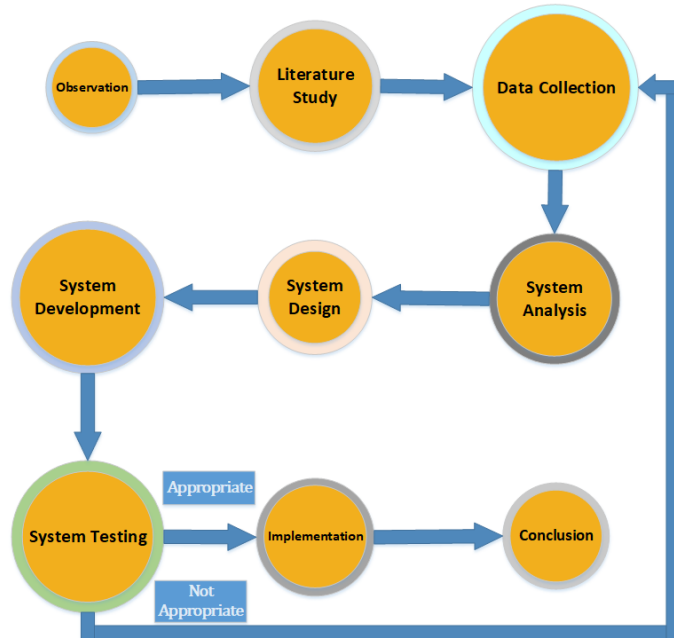 Observation
Literature
Study
Data Collection
System
Development
System
Design
System
Analysis
System Testing
Appropriate
Implementation
Conclusion
Not
Appropriate